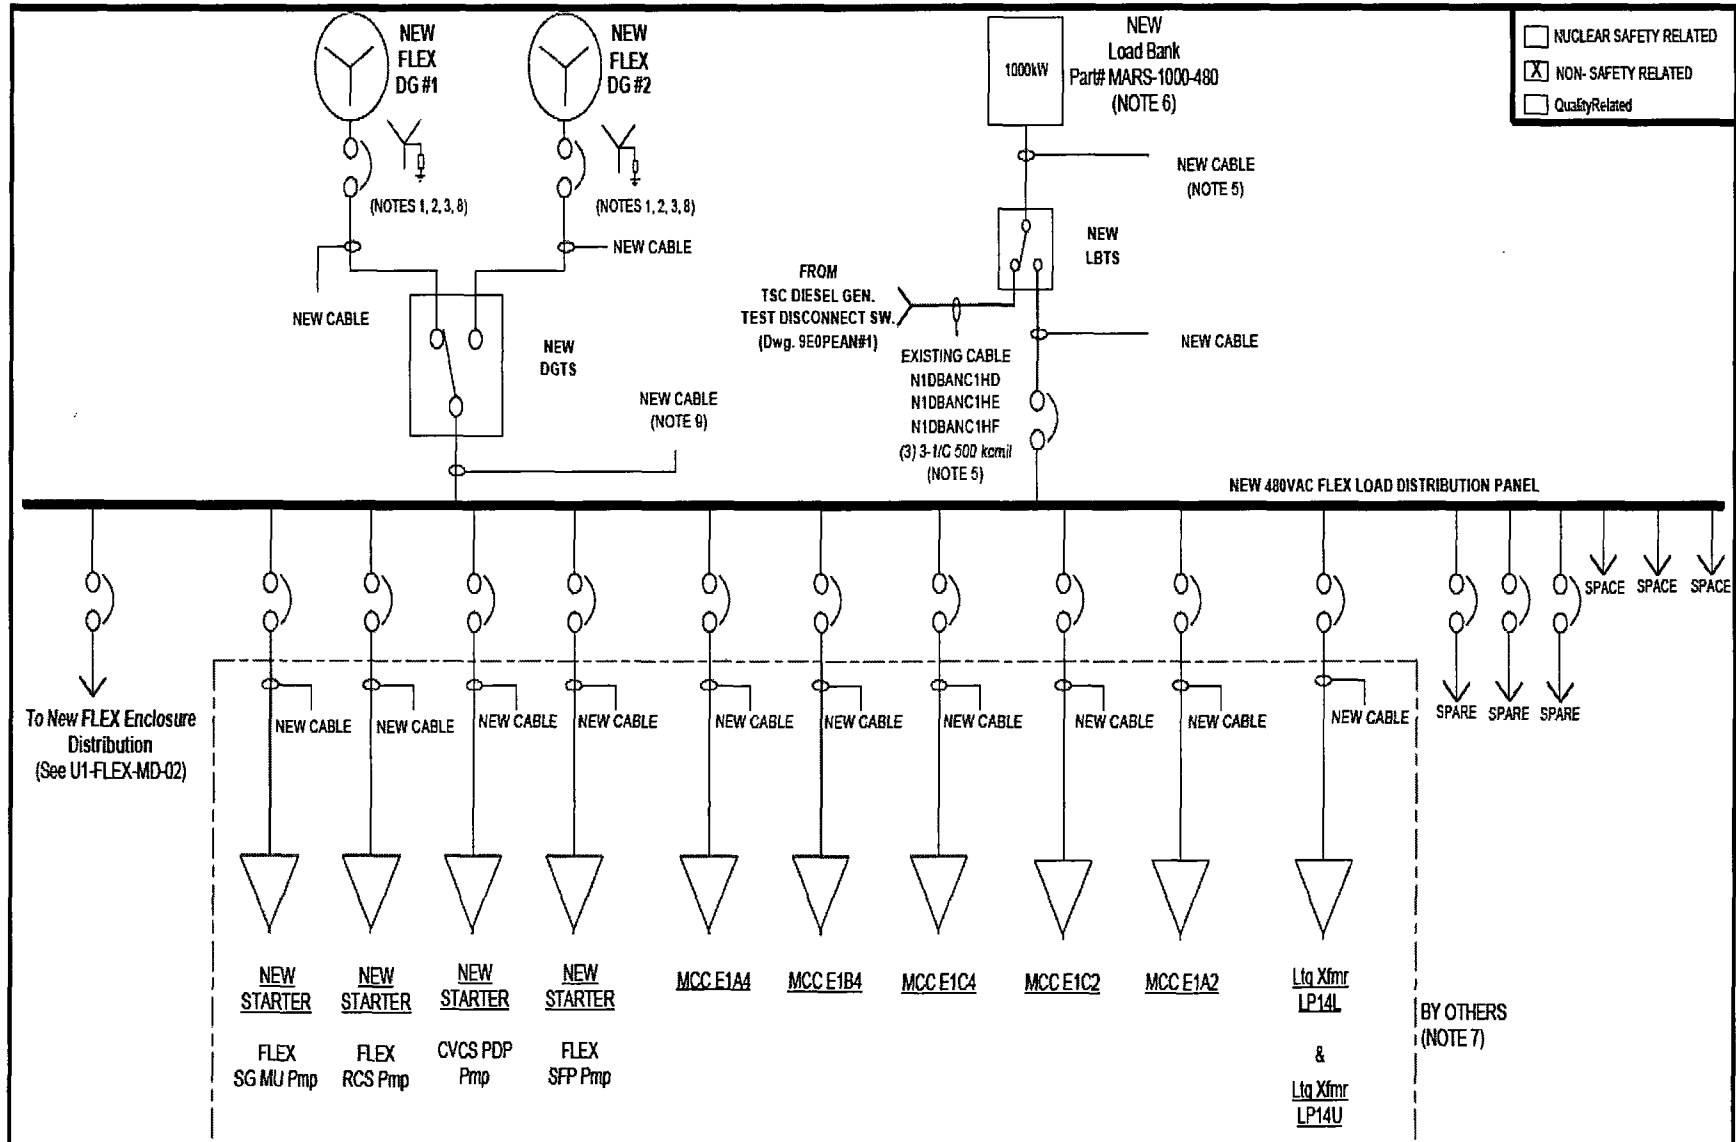 NEW
FLEX
DG #1
NEW
FLEX
DG #2
1000kW
NEW
Load Bank
Part# MARS-1000-480
(NOTE 6)
NUCLEAR SAFETY RELATED
X NON- SAFETY RELATED
QualityRelated
(NOTES 1, 2, 3, 8)
(NOTES 1, 2, 3, 8)
NEW CABLE
NEW CABLE
NEW
DGTS
NEW CABLE
(NOTE 9)
NEW CABLE
(NOTE 5)
NEW
LBTS
FROM
TSC DIESEL GEN.
TEST DISCONNECT SW.
(Dwg. 9E0PEAN#1)
NEW CABLE
EXISTING CABLE
N1DBANC1HD
N1DBANC1HE
N1DBANC1HF
(3) 3-1/C 500 kcmil
(NOTE 5)
NEW 480VAC FLEX LOAD DISTRIBUTION PANEL
SPACE
SPACE
SPACE
SPARE
SPARE
SPARE
To New FLEX Enclosure
Distribution
(See U1-FLEX-MD-02)
NEW CABLE
NEW CABLE
NEW CABLE
NEW CABLE
NEW CABLE
NEW CABLE
NEW CABLE
NEW CABLE
NEW CABLE
NEW CABLE
NEW
STARTER
FLEX
SG MU Pmp
NEW
STARTER
FLEX
RCS Pmp
NEW
STARTER
CVCS PDP
Pmp
NEW
STARTER
FLEX
SFP Pmp
MCC E1A4
MCC E1B4
MCC E1C4
MCC E1C2
MCC E1A2
Ltg Xfmr
LP14L
&
Ltg Xfmr
LP14U
BY OTHERS
(NOTE 7)